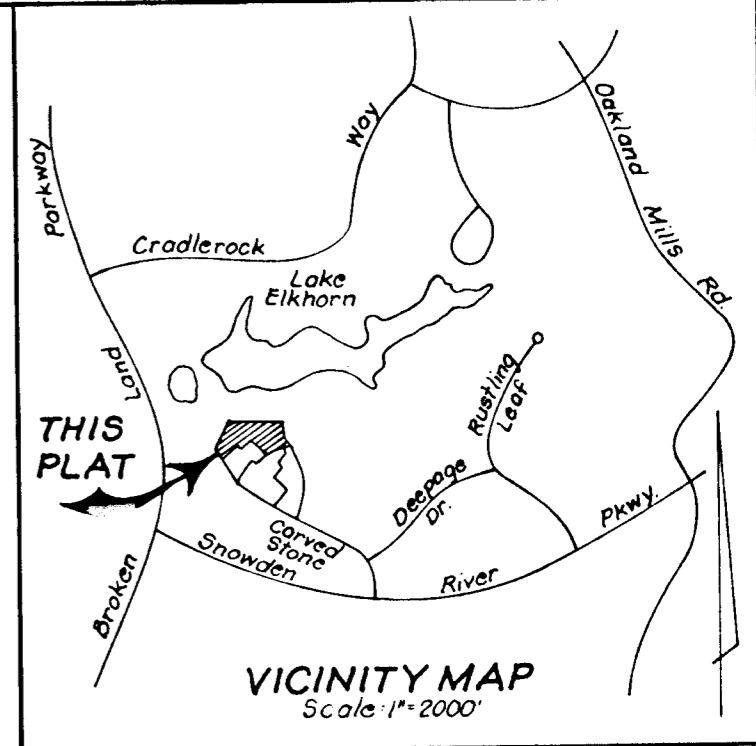 Way
Oakland Mills Rd.
Parkway
Cradlerock
Lake
Elkhorn
Land
Rustling
Leaf
THIS
PLAT
Deepage
Dr.
Pkwy.
Carved
Stone
Snowden
River
Broken
VICINITY MAP
Scale: 1"= 2000'